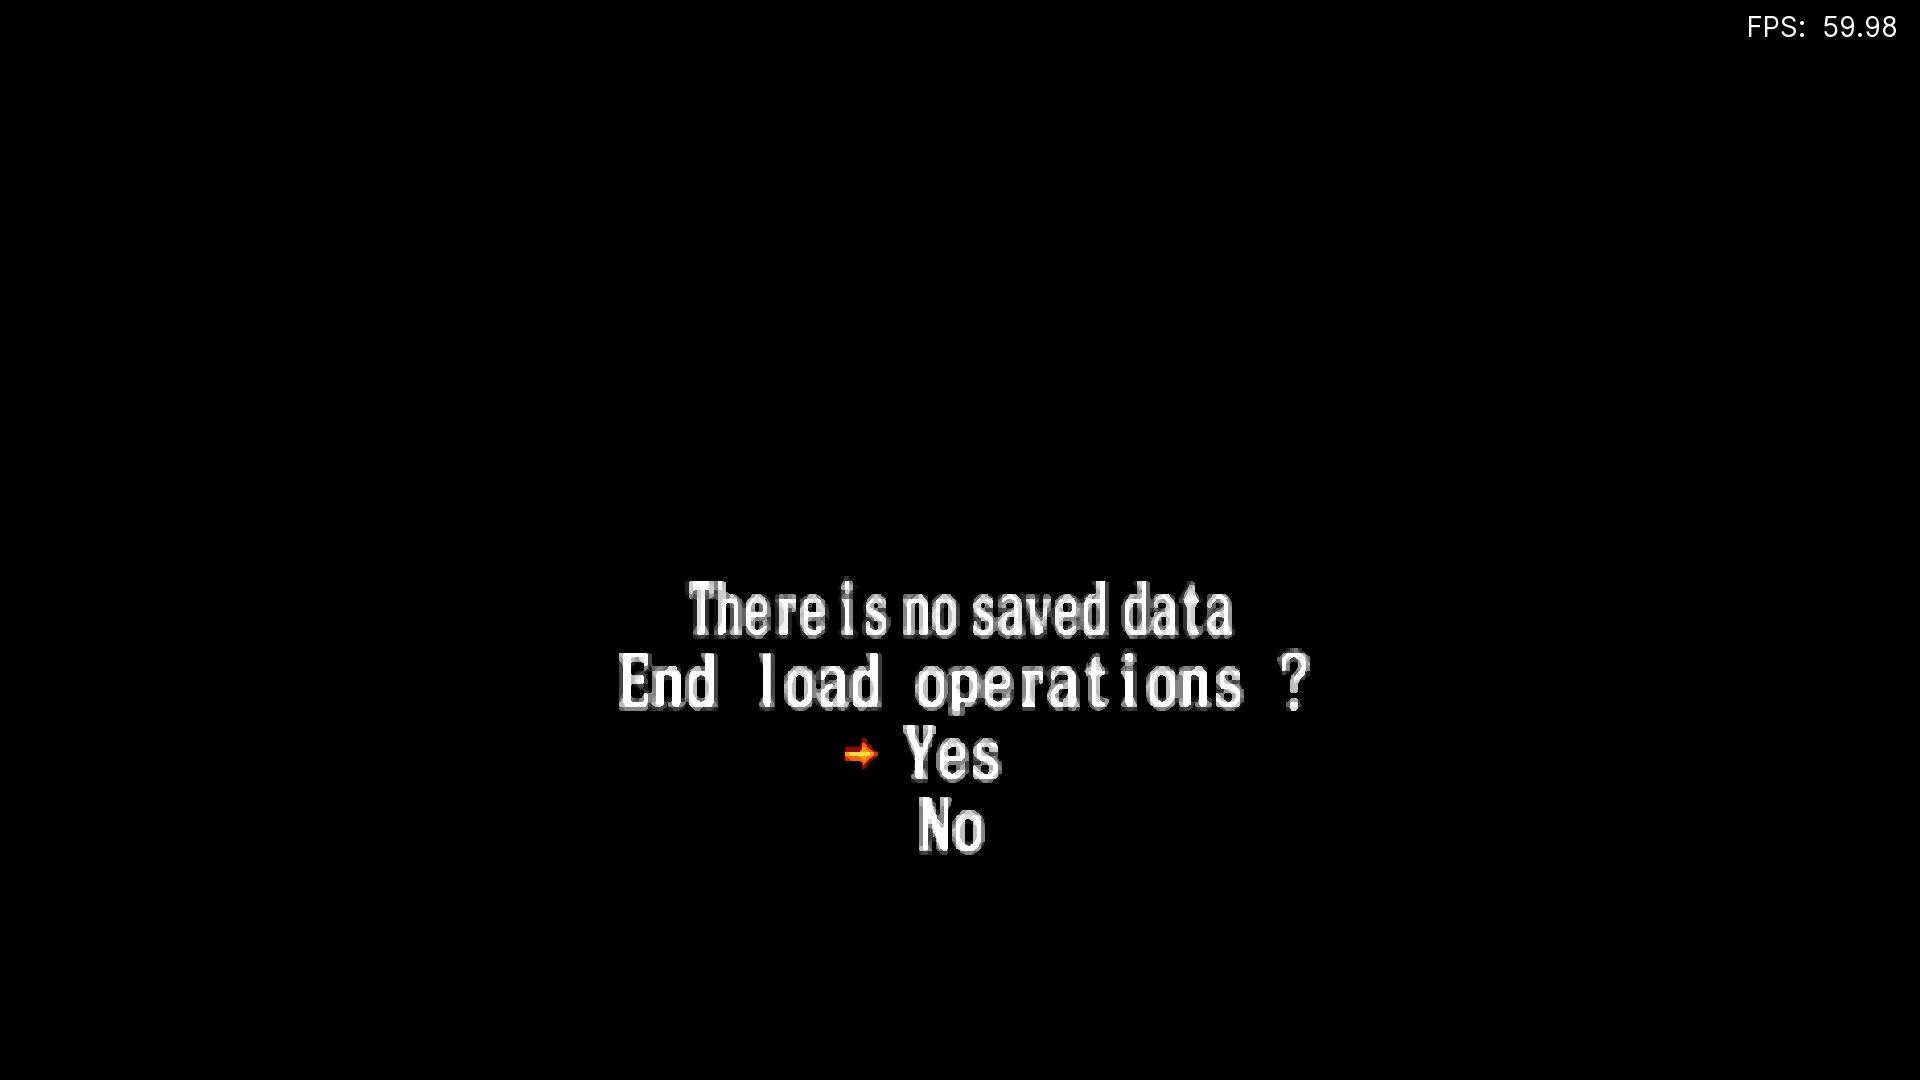 FPS: 59.98
There is no saved data
End load operations ?
Yes
No